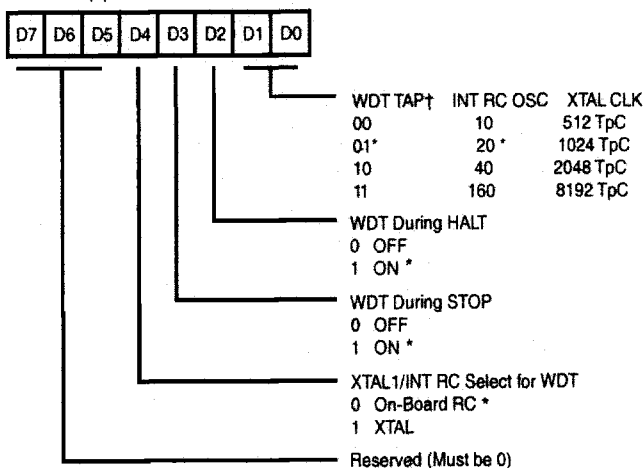 D7 D6 D5 D4 D3 D2 D1 D0
WDT TAP† INT RC OSC XTAL CLK
00 10 512 TpC
01* 20 * 1024 TpC
10 40 2048 TpC
11 160 8192 TpC
WDT During HALT
0 OFF
1 ON *
WDT During STOP
0 OFF
1 ON *
XTAL1/INT RC Select for WDT
0 On-Board RC *
1 XTAL
Reserved (Must be 0)